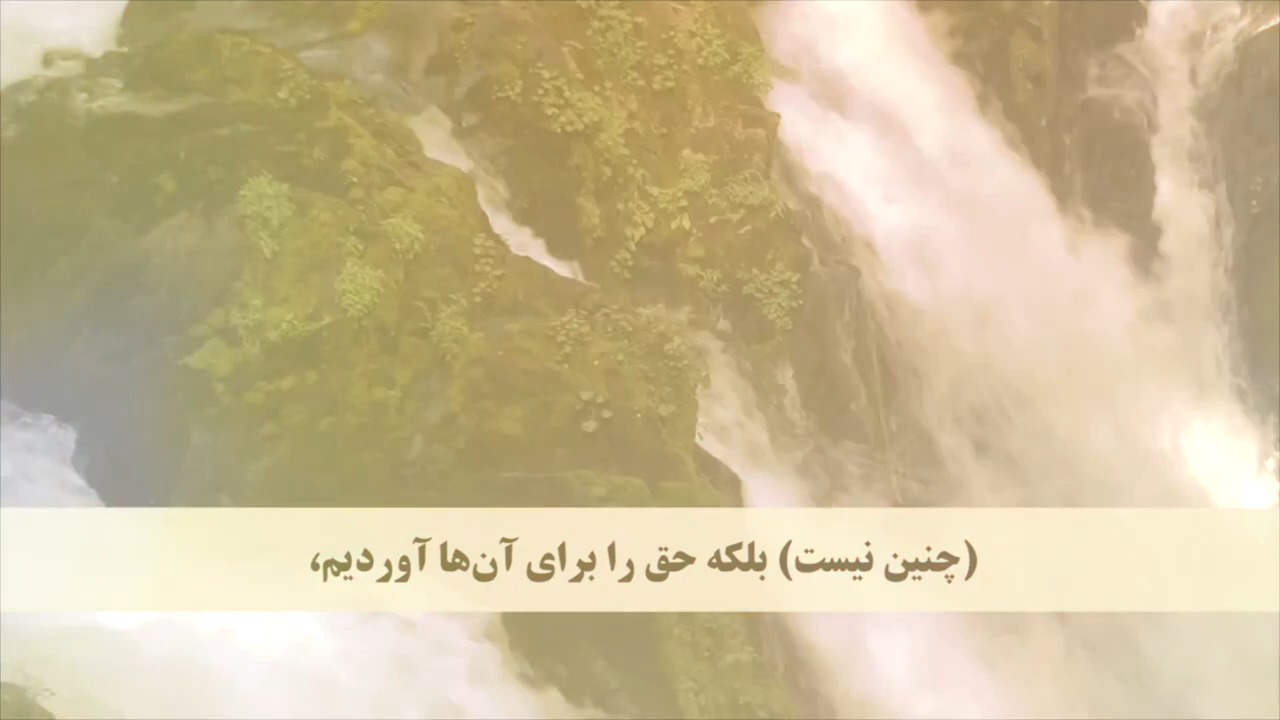 (چنین نیست) بلکه حق را برای آن‌ها آوردیم،